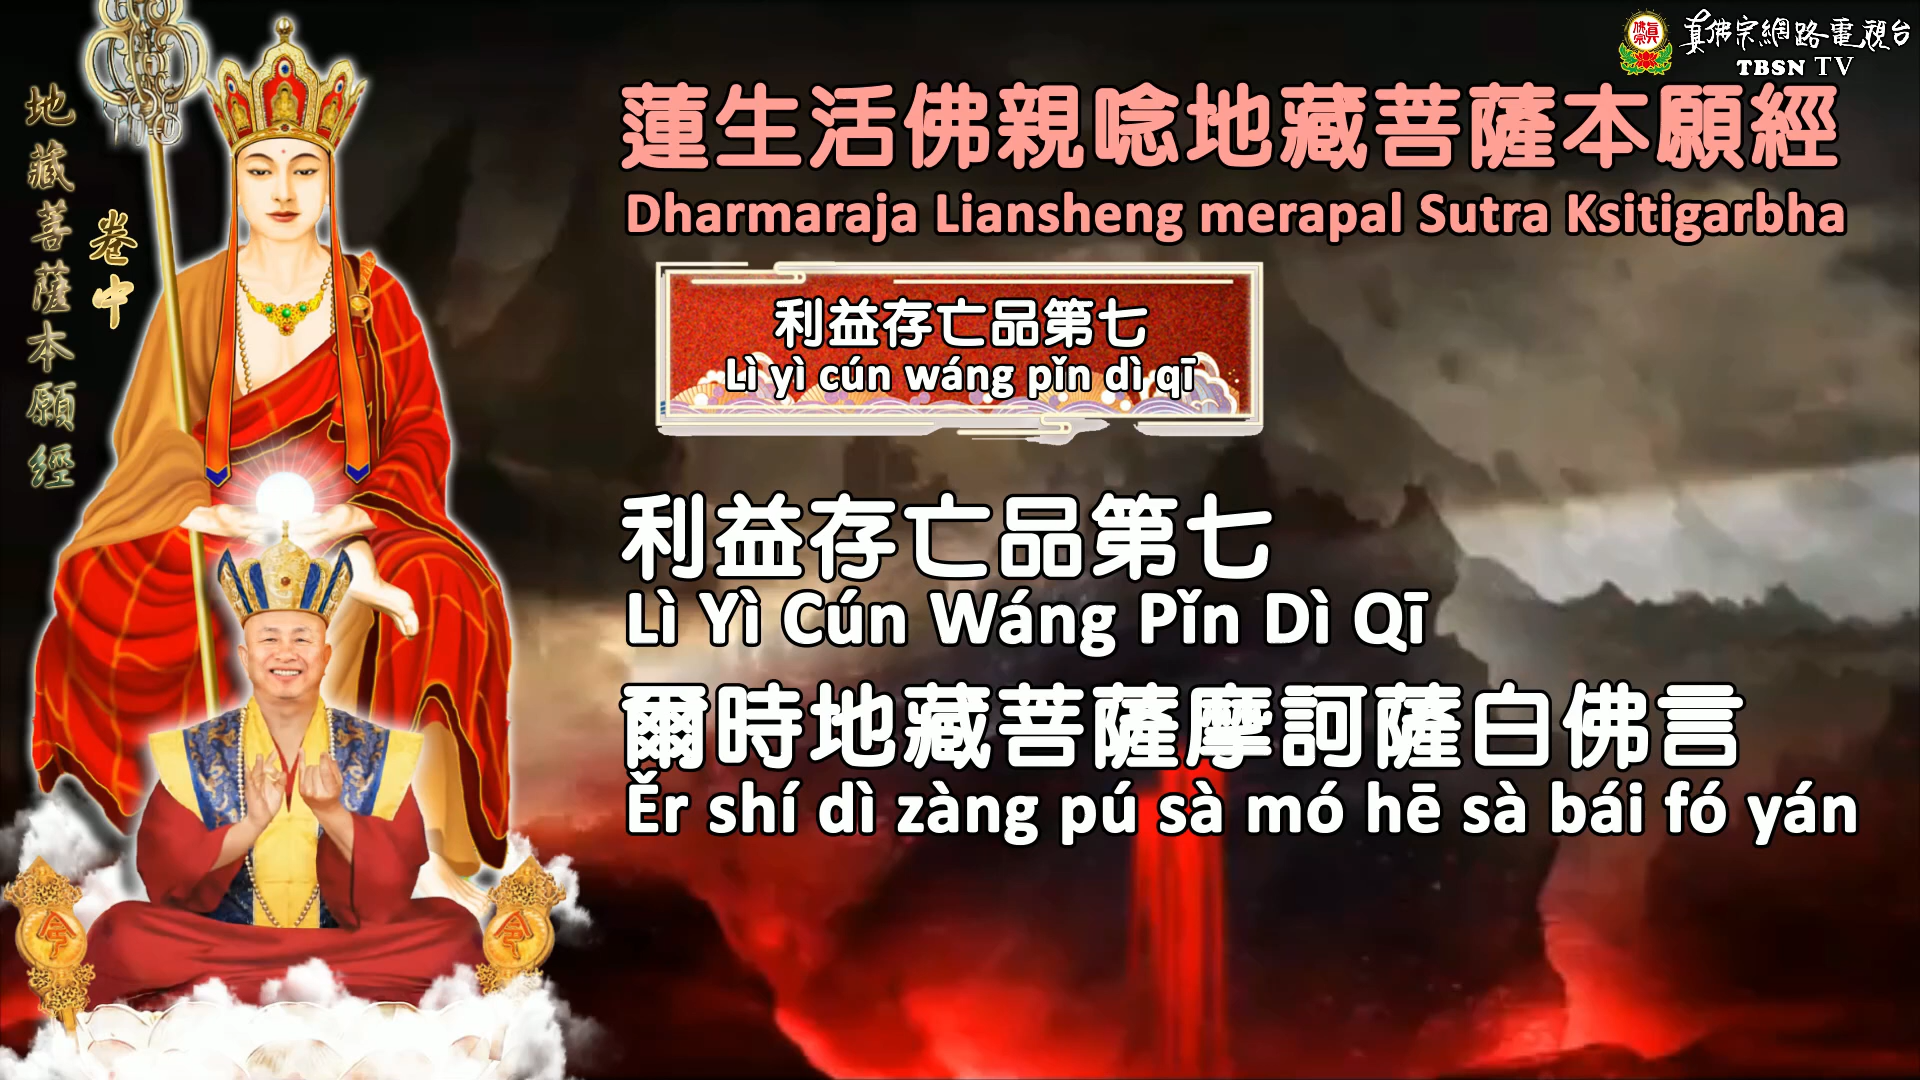 真佛宗網路電視台
TBSN TV
地藏菩薩本願經
卷中
蓮生活佛親唸地藏菩薩本願經
Dharmaraja Liansheng merapal Sutra Ksitigarbha
利益存亡品第七
Lì yì cún wáng pǐn dì qī
利益存亡品第七
Lì Yì Cún Wáng Pǐn Dì Qī
爾時地藏菩薩摩訶薩白佛言
Ěr shí dì zàng pú sà mó hē sà bái fó yán
令
令